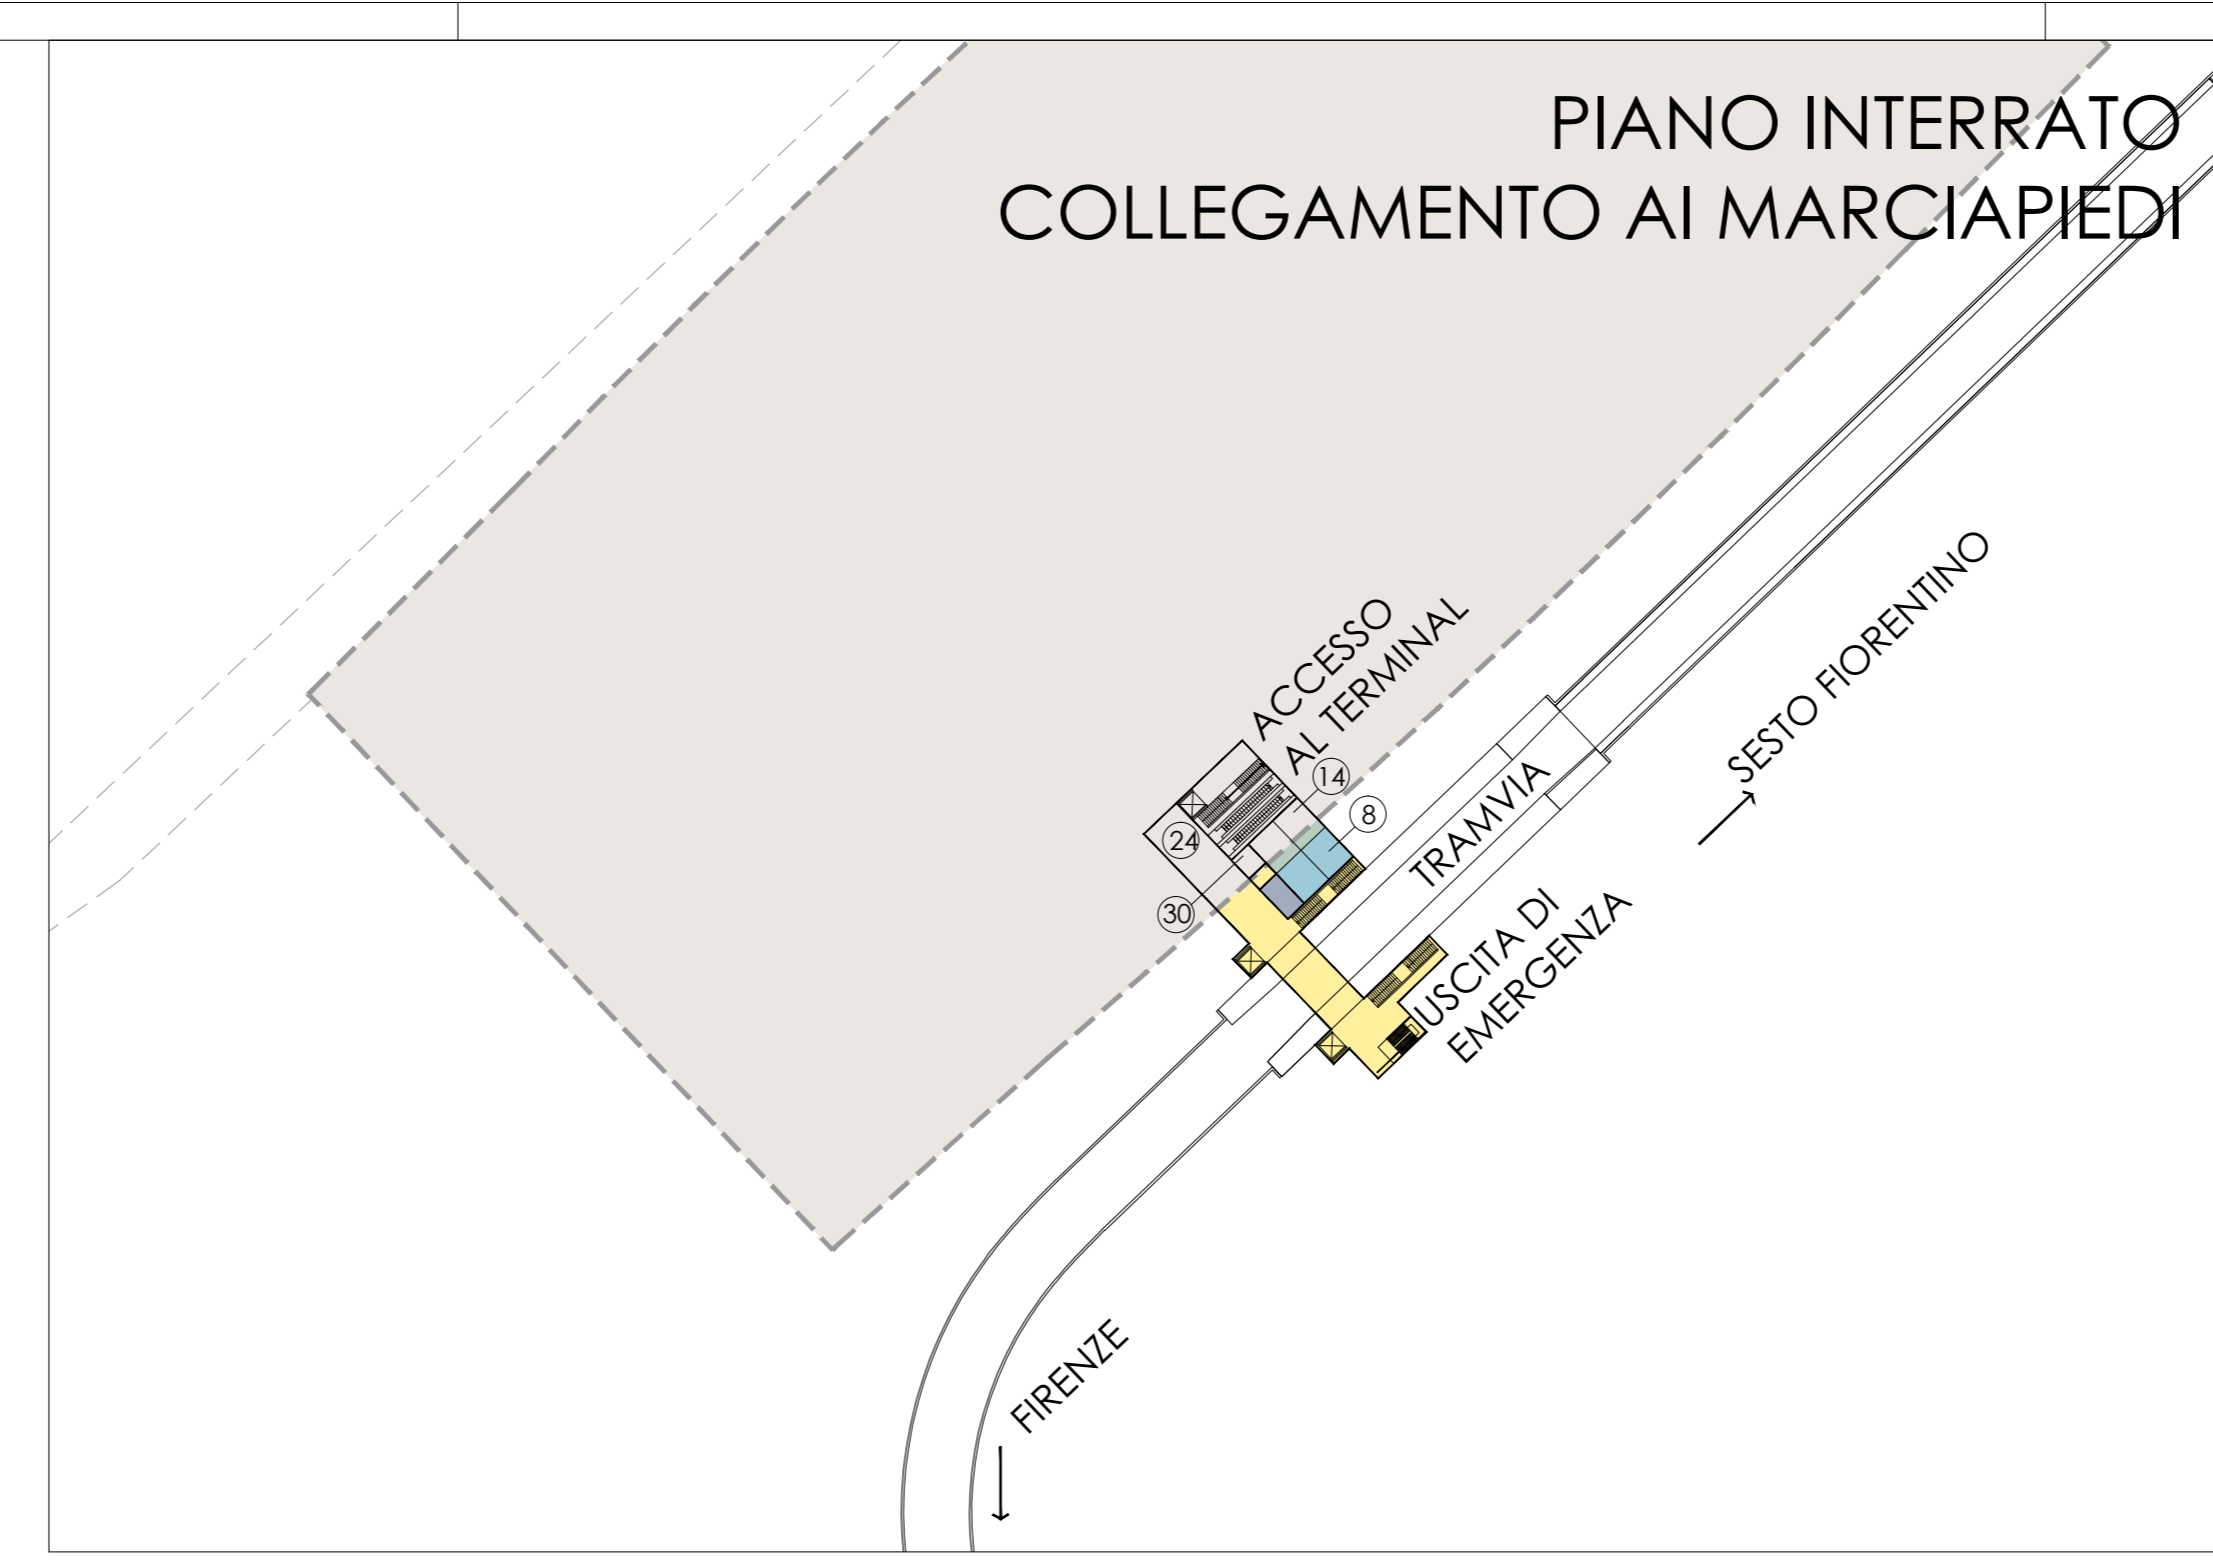 PIANO INTERRATO
COLLEGAMENTO AI MARCIAPIEDI
SESTO FIORENTINO
ACCESSO
AL TERMINAL
14
8
TRAMVIA
24
30
USCITA DI
EMERGENZA
FIRENZE